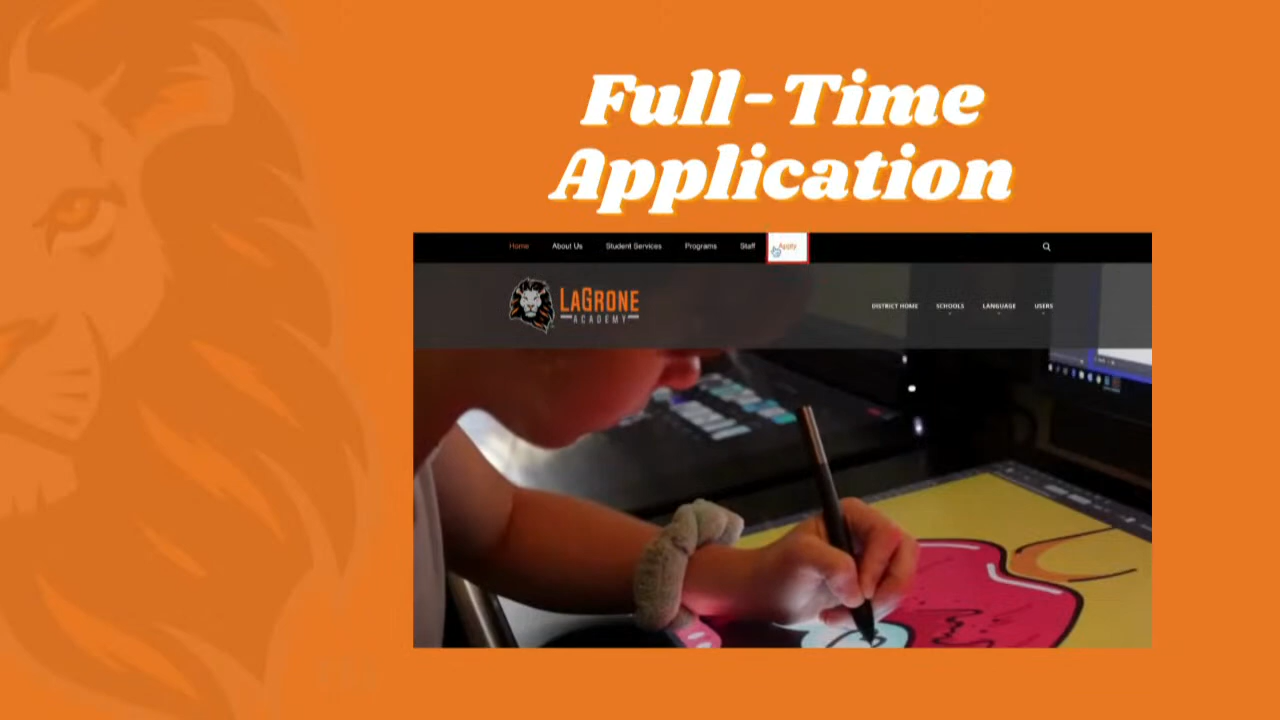 Full-Time
Application
Home About Us Student Services Programs Staff Apply
LAGRONE
ACADEMY
DISTRICT HOME SCHOOLS LANGUAGE USERS